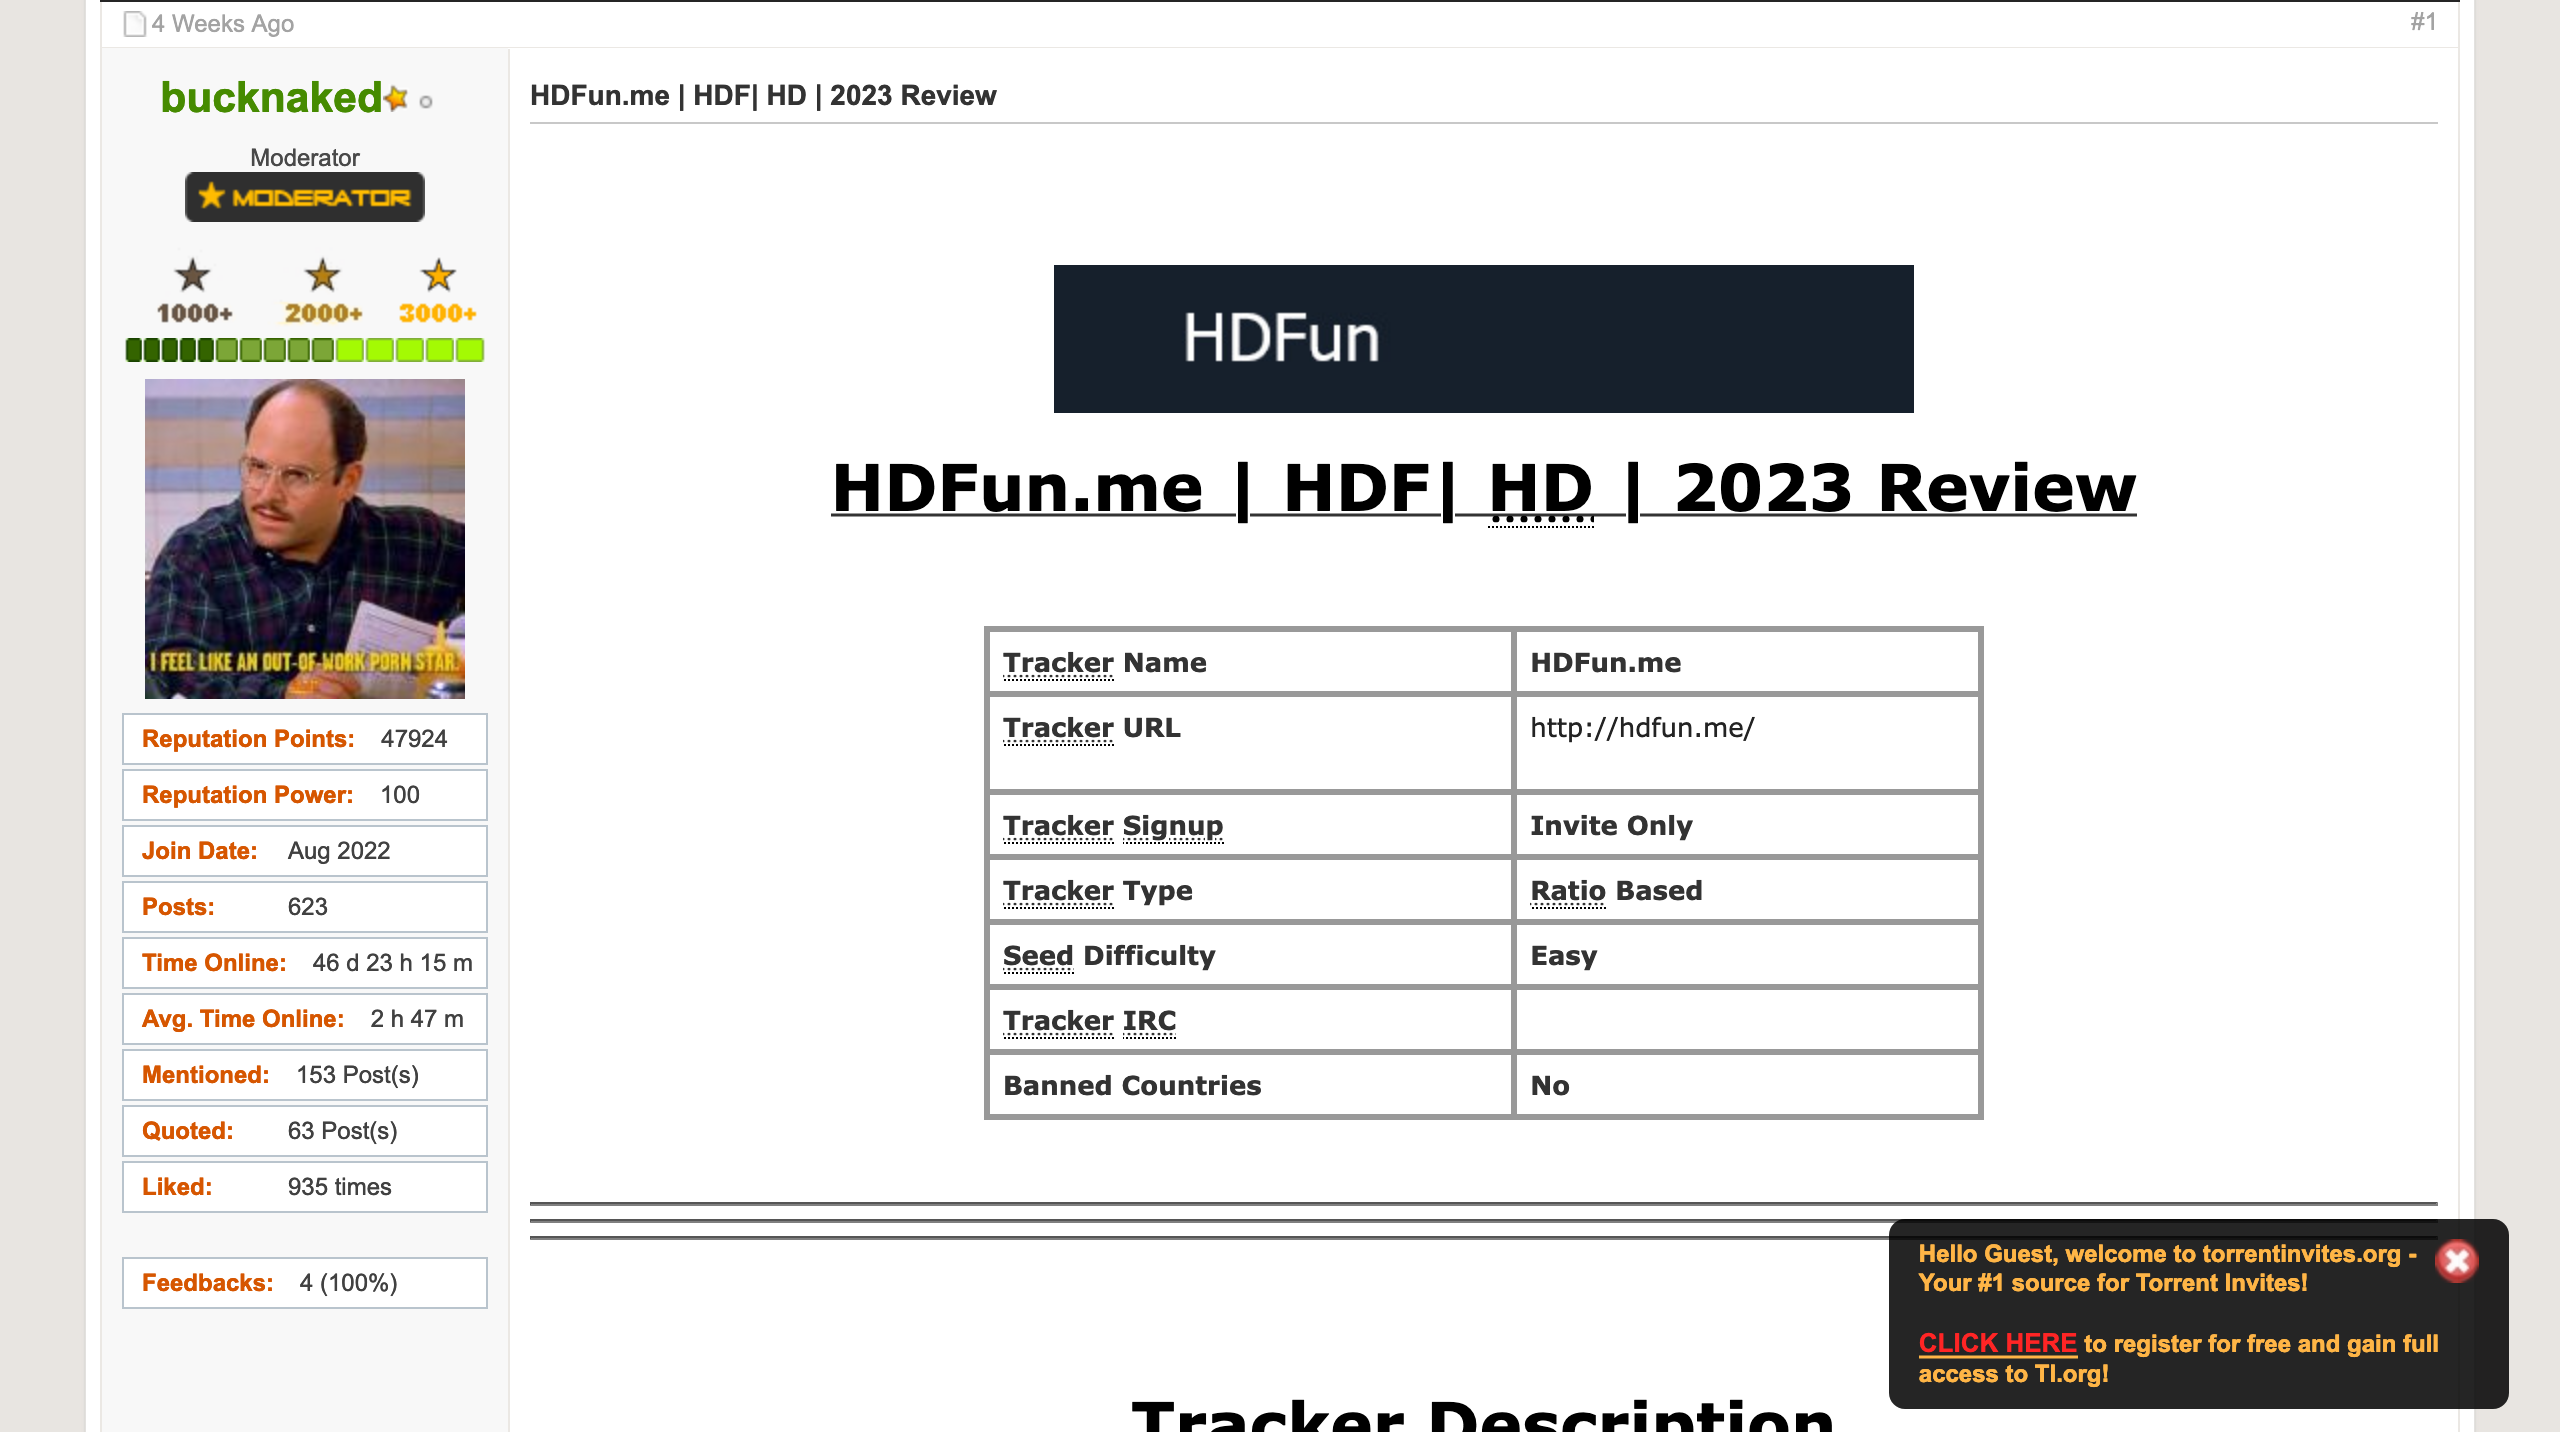 4 Weeks Ago
#1
bucknaked
Moderator
MODERATOR
1000+ 2000+ 3000+
I FEEL LIKE AN OUT-OF-WORK PORN STAR.
Reputation Points: 47924
Reputation Power: 100
Join Date: Aug 2022
Posts: 623
Time Online: 46 d 23 h 15 m
Avg. Time Online: 2 h 47 m
Mentioned: 153 Post(s)
Quoted: 63 Post(s)
Liked: 935 times
Feedbacks: 4 (100%)
HDFun.me | HDF| HD | 2023 Review
HDFun
HDFun.me | HDF| HD | 2023 Review
Tracker Name HDFun.me
Tracker URL http://hdfun.me/
Tracker Signup Invite Only
Tracker Type Ratio Based
Seed Difficulty Easy
Tracker IRC
Banned Countries No
Tracker Description
Hello Guest, welcome to torrentinvites.org -
Your #1 source for Torrent Invites!
CLICK HERE to register for free and gain full
access to TI.org!